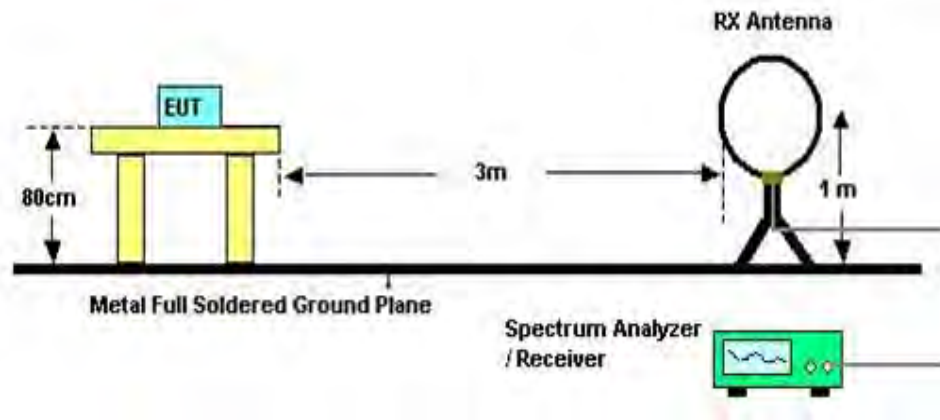 RX Antenna
EUT
80cm
3m
1 m
Metal Full Soldered Ground Plane
Spectrum Analyzer
/ Receiver